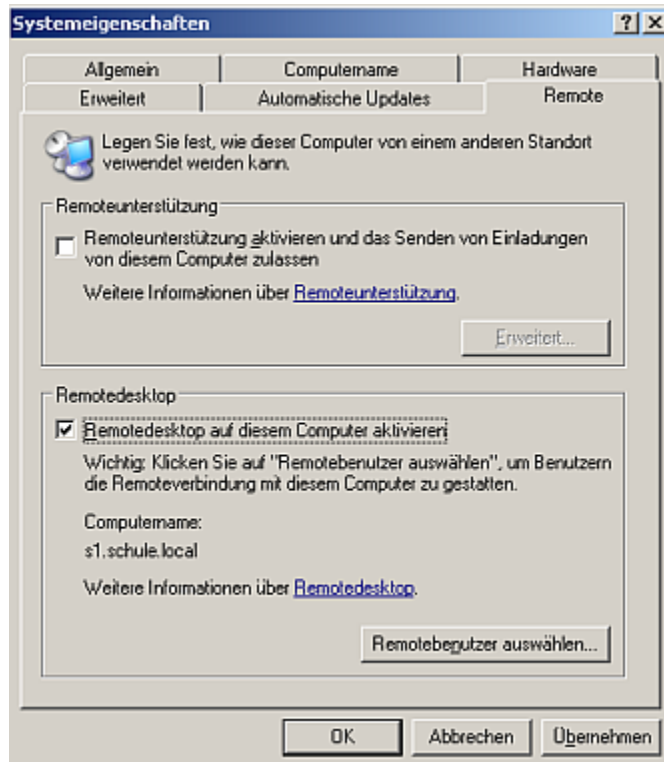 Systemeigenschaften
Allgemein Computername Hardware
Erweitert Automatische Updates Remote
Legen Sie fest, wie dieser Computer von einem anderen Standort
verwendet werden kann.
Remoteunterstützung
Remoteunterstützung aktivieren und das Senden von Einladungen
von diesem Computer zulassen
Weitere Informationen über Remoteunterstützung.
Erweitert...
Remotedesktop
Remotedesktop auf diesem Computer aktivieren
Wichtig: Klicken Sie auf "Remotebenutzer auswählen", um Benutzern
die Remoteverbindung mit diesem Computer zu gestatten.
Computername:
s1.schule.local
Weitere Informationen über Remotedesktop.
Remotebenutzer auswählen...
OK Abbrechen Übernehmen